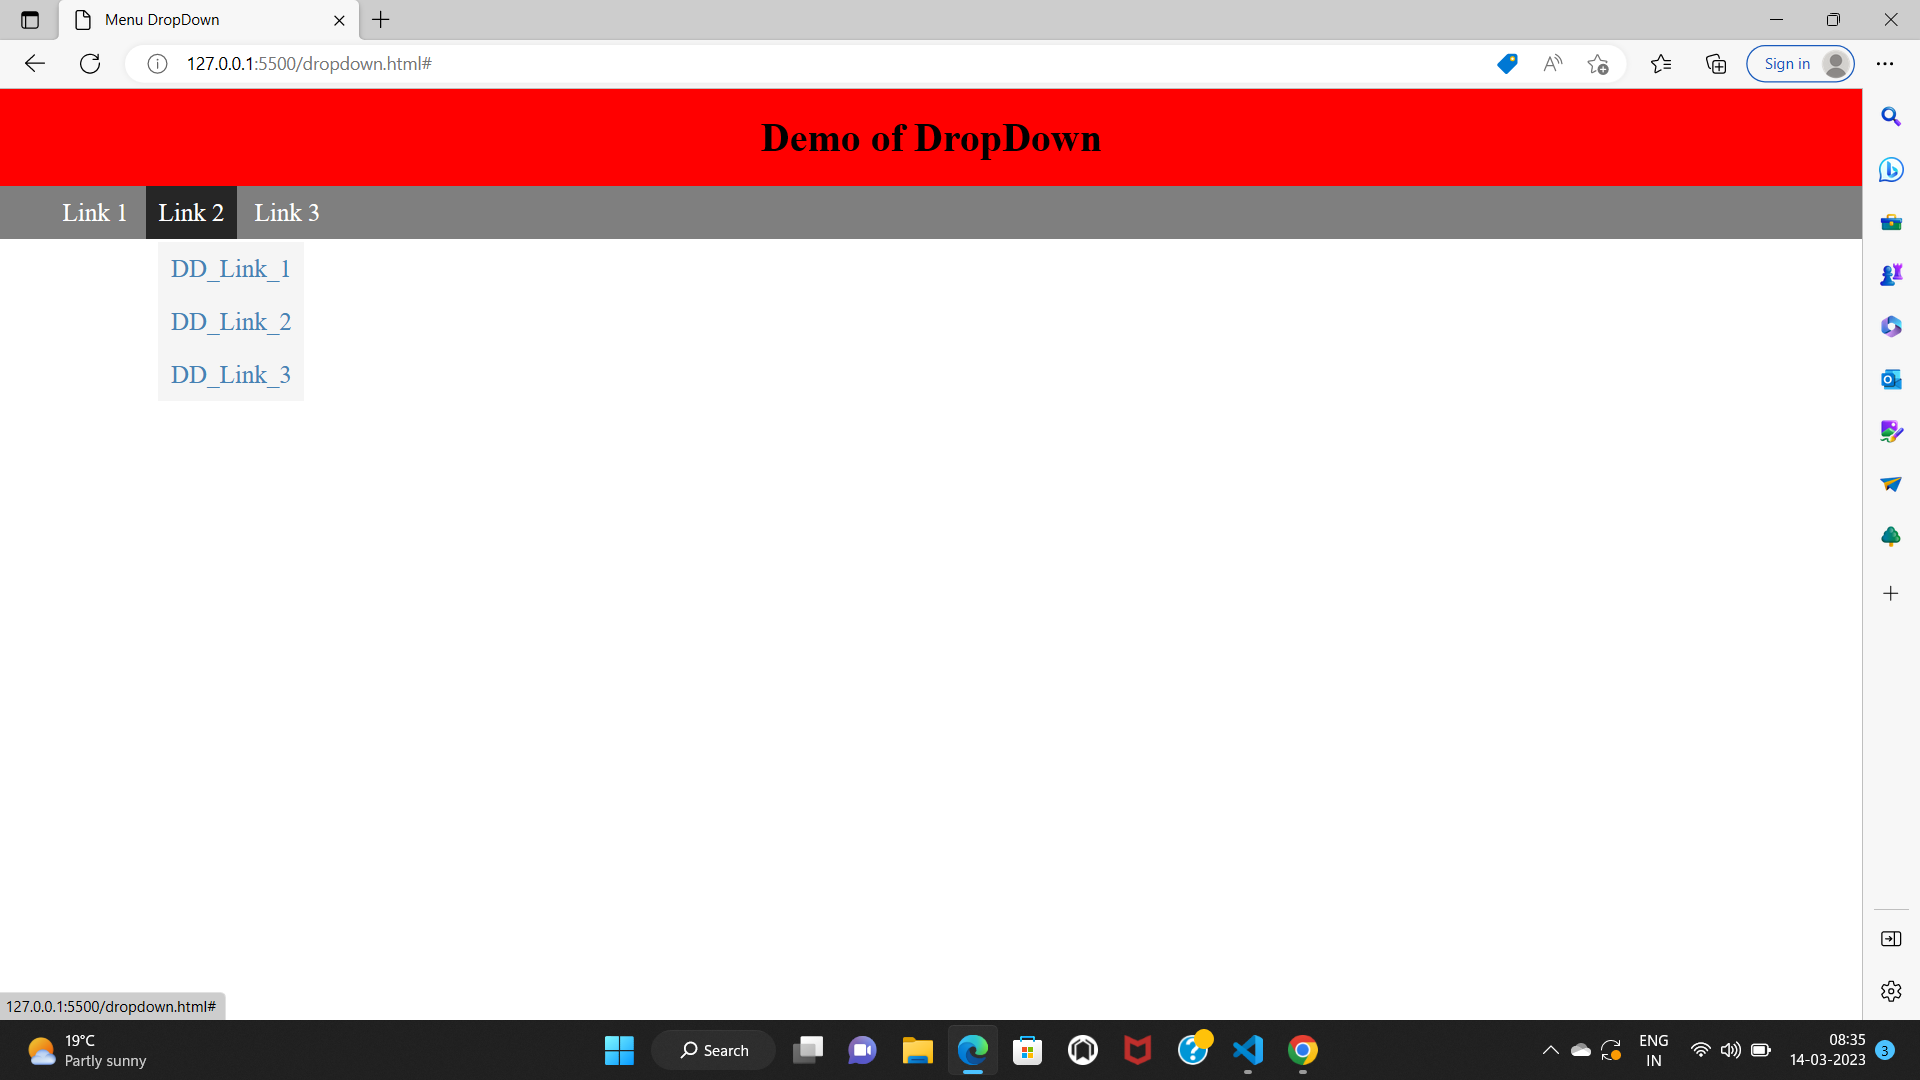 Menu DropDown
127.0.0.1:5500/dropdown.html#
Sign in
Demo of DropDown
Link 1 Link 2 Link 3
DD_Link_1
DD_Link_2
DD_Link_3
127.0.0.1:5500/dropdown.html#
19°C
Partly sunny
Search
ENG
IN
08:35
14-03-2023
3